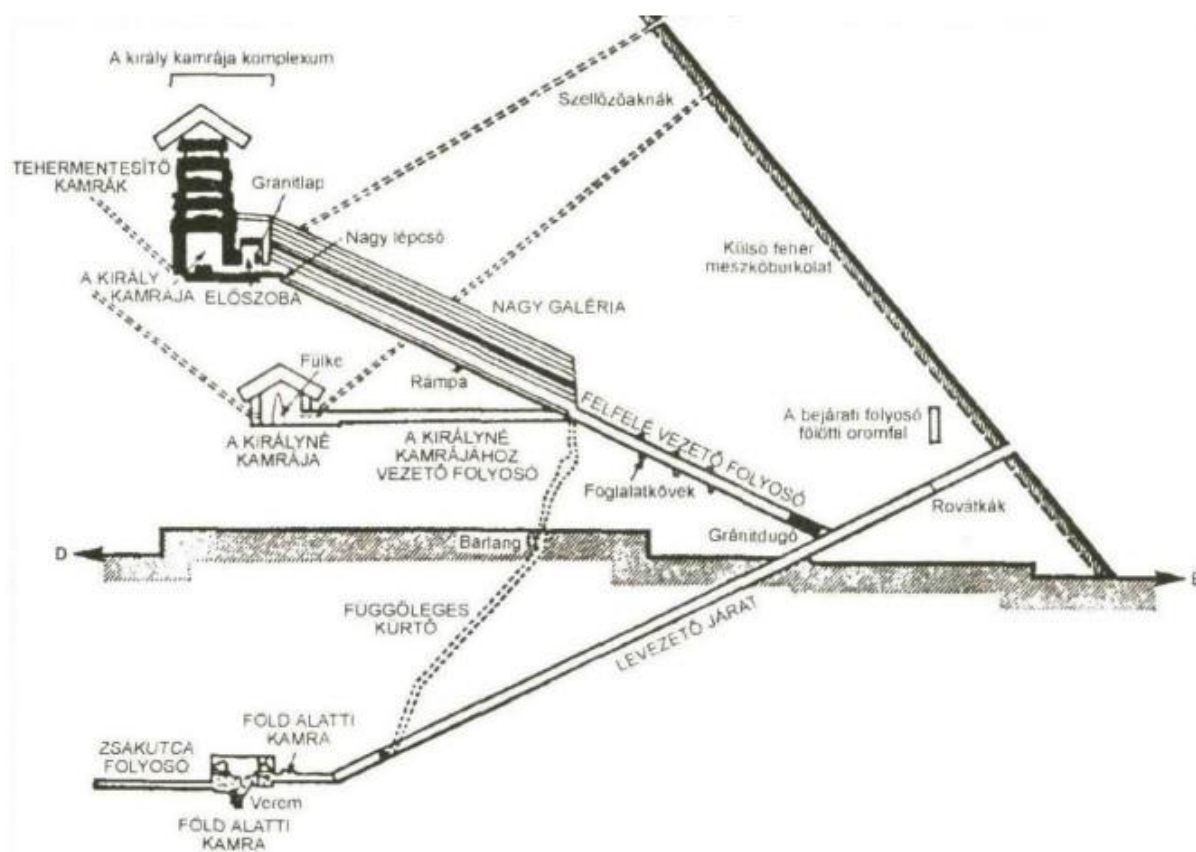 A király kamrája komplexum
Szellőzőaknák
TEHERMENTESÍTŐ
KAMRÁK
Gránitlap
Nagy lépcső
Külső fehér
mészkőburkolat
A KIRÁLY
KAMRÁJA
ELŐSZOBA
NAGY GALÉRIA
Fülke
Rámpa
A KIRÁLYNÉ
KAMRÁJA
A KIRÁLYNÉ
KAMRÁJÁHOZ
VEZETŐ FOLYOSÓ
FELFELÉ VEZETŐ FOLYOSÓ
A bejárati folyosó
fölötti oromfal
Foglalatkövek
Rovátkák
Gránitdugó
Barlang
D
É
FÜGGŐLEGES
KÜRTŐ
LEVEZETŐ JÁRAT
FÖLD ALATTI
KAMRA
ZSÁKUTCA
FOLYOSÓ
Verem
FÖLD ALATTI
KAMRA